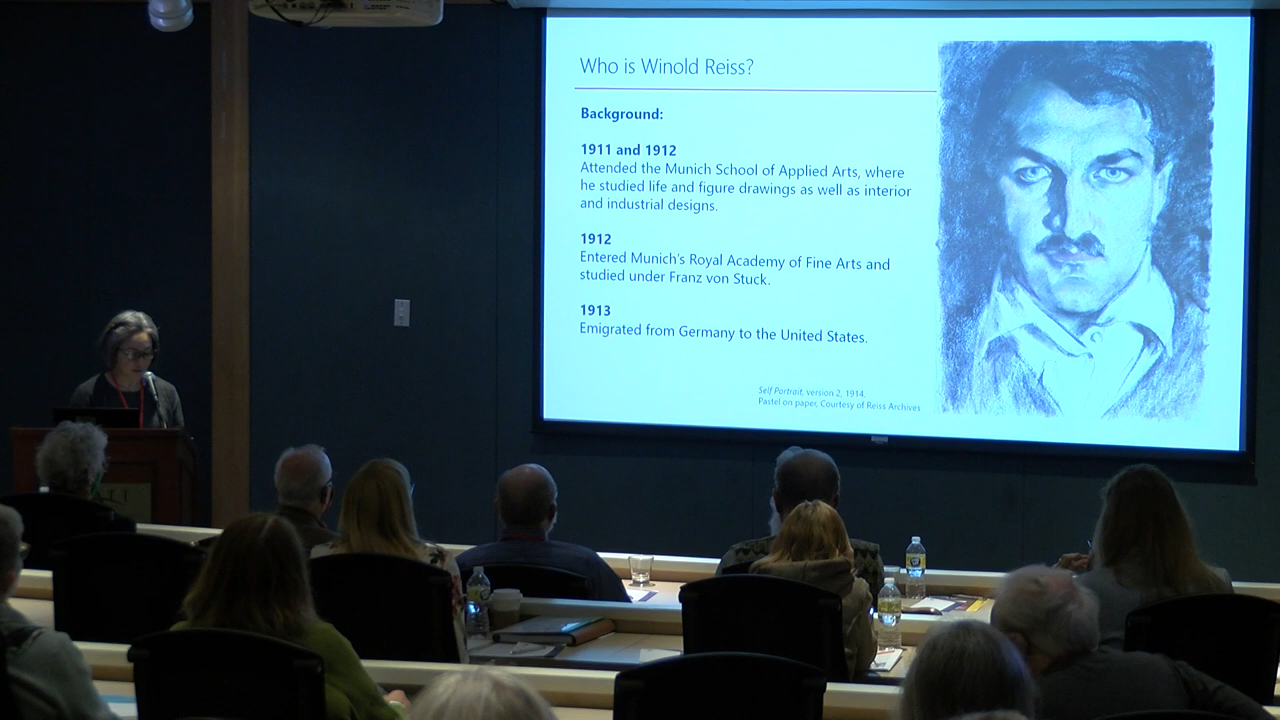 Who is Winold Reiss?
Background:
1911 and 1912
Attended the Munich School of Applied Arts, where
he studied life and figure drawings as well as interior
and industrial designs.
1912
Entered Munich's Royal Academy of Fine Arts and
studied under Franz von Stuck.
1913
Emigrated from Germany to the United States.
Self Portrait, version 2, 1914.
Pastel on paper, Courtesy of Reiss Archives